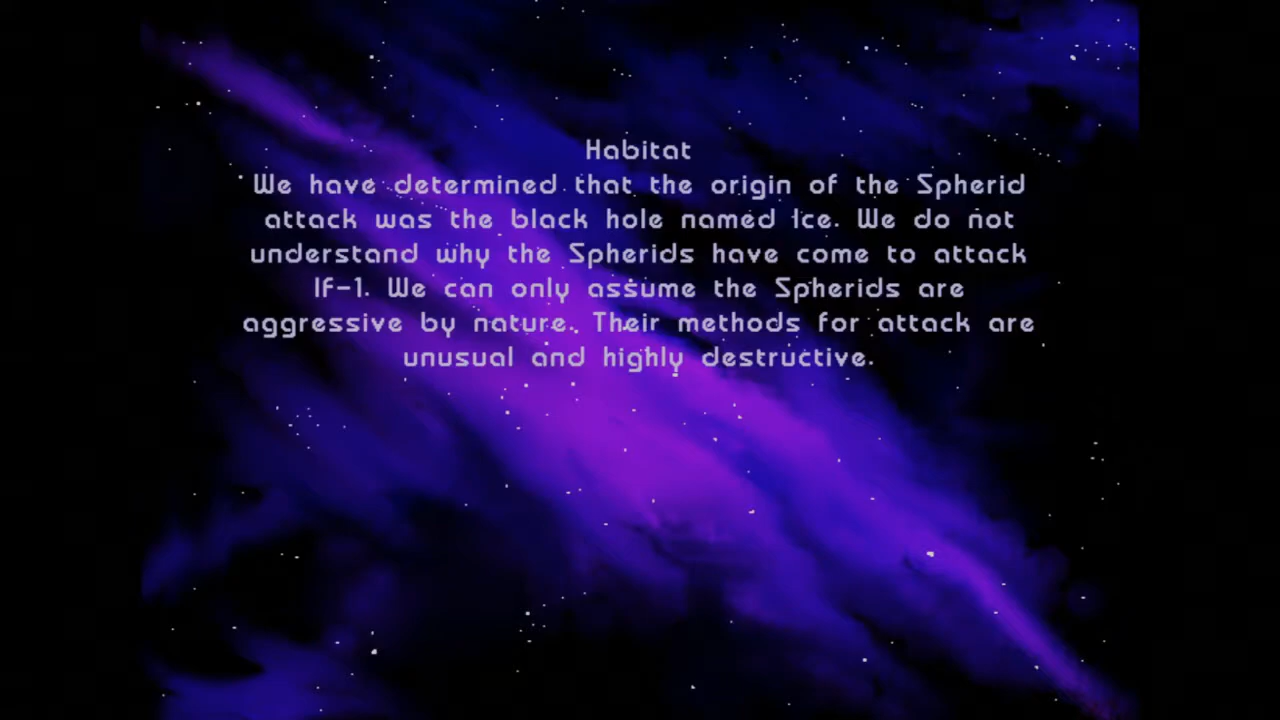 Habitat
We have determined that the origin of the Spherid
attack was the black hole named Ice. We do not
understand why the Spherids have come to attack
If-1. We can only assume the Spherids are
aggressive by nature. Their methods for attack are
unusual and highly destructive.